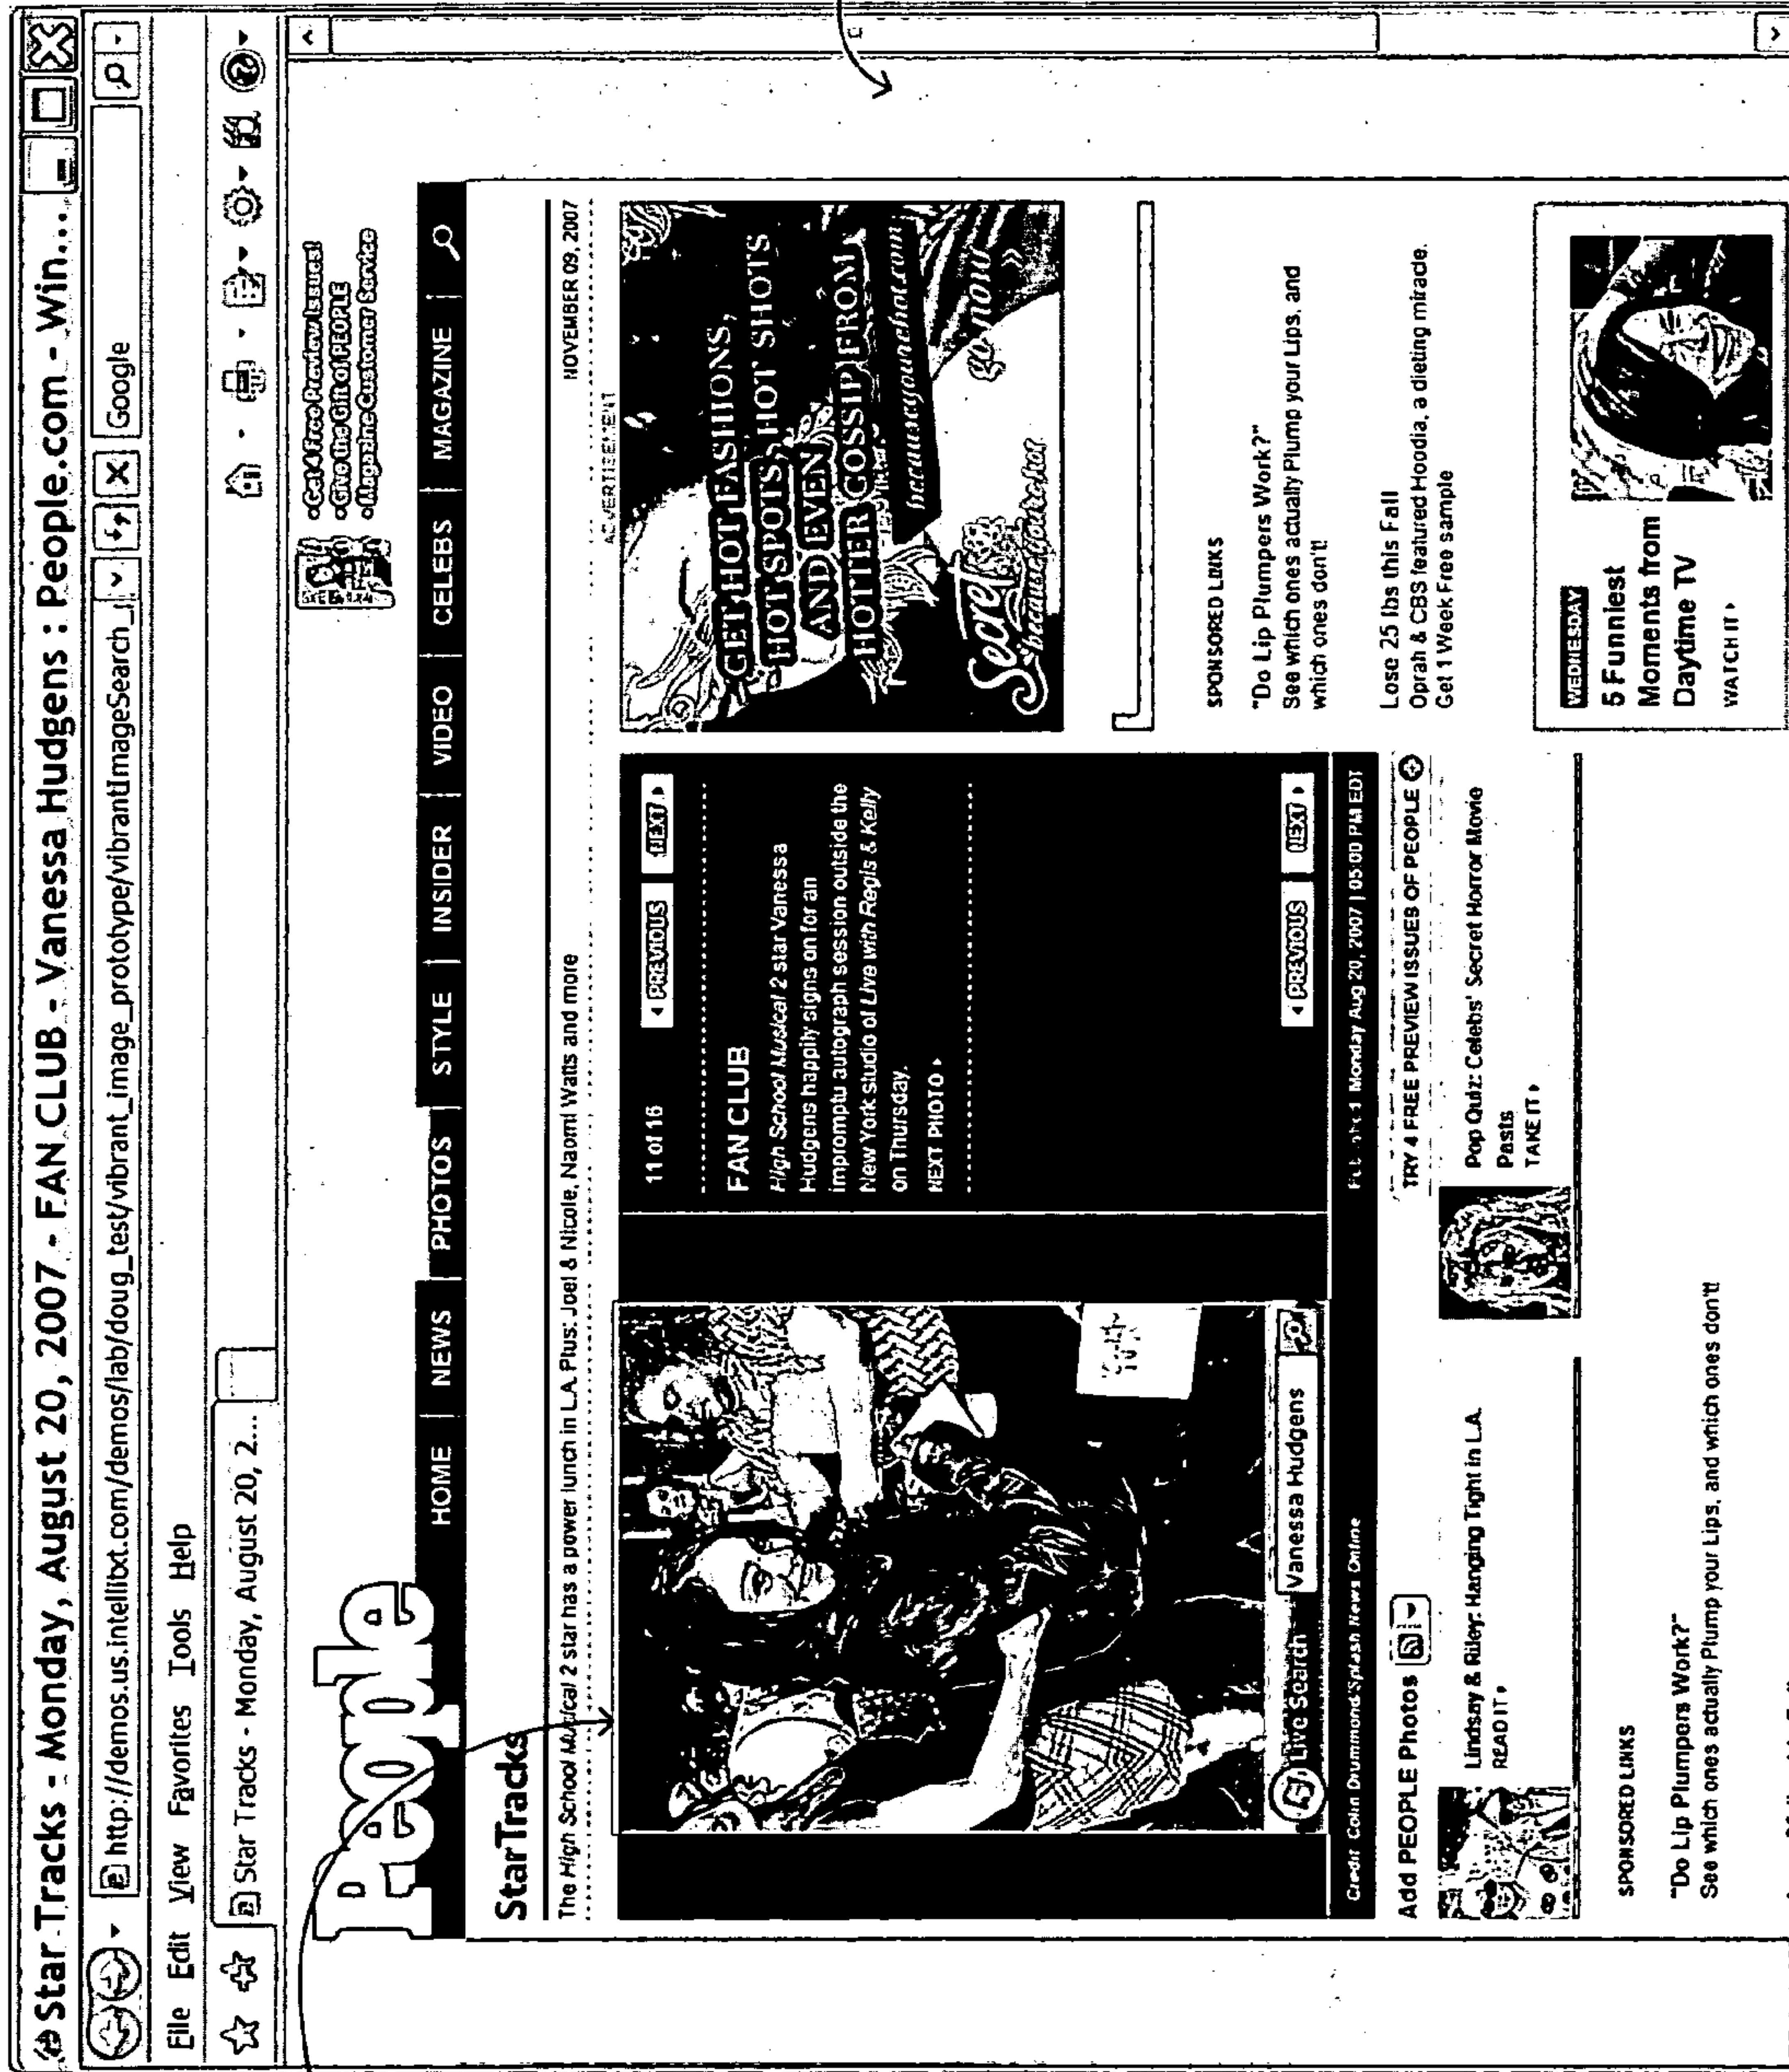 Star Tracks - Monday, August 20, 2007 - FAN CLUB - Vanessa Hudgens : People.com - Win...
http://demos.us.intellitxt.com/demos/lab/doug_test/vibrant_image_prototype/vibrantImageSearch_
Google
File Edit View Favorites Tools Help
Star Tracks - Monday, August 20, 2...
People
•Get 4 Free Preview Issues!
•Give the Gift of PEOPLE
•Magazine Customer Service
HOME | NEWS | PHOTOS | STYLE | INSIDER | VIDEO | CELEBS | MAGAZINE |
StarTracks
NOVEMBER 09, 2007
The High School Musical 2 star has a power lunch in L.A. Plus: Joel & Nicole, Naomi Watts and more
Live Search
Vanessa Hudgens
11 of 16
PREVIOUS
NEXT
FAN CLUB
High School Musical 2 star Vanessa
Hudgens happily signs on for an
impromptu autograph session outside the
New York studio of Live with Regis & Kelly
on Thursday.
NEXT PHOTO
PREVIOUS
NEXT
Credit Colin Drummond/Splash News Online
Monday Aug 20, 2007 | 05:00 PM EDT
ADVERTISEMENT
GET HOT FASHIONS,
HOT SPOTS, HOT SHOTS
AND EVEN
HOTTER GOSSIP FROM
becauseyourehot.com
Secret
becauseyourehot
go now »
Add PEOPLE Photos
TRY 4 FREE PREVIEW ISSUES OF PEOPLE
Lindsay & Riley: Hanging Tight in L.A.
READ IT
Pop Quiz: Celebs' Secret Horror Movie
Pasts
TAKE IT
SPONSORED LINKS
"Do Lip Plumpers Work?"
See which ones actually Plump your Lips, and which ones don't!
SPONSORED LINKS
"Do Lip Plumpers Work?"
See which ones actually Plump your Lips, and
which ones don't!
Lose 25 lbs this Fall
Oprah & CBS featured Hoodia, a dieting miracle.
Get 1 Week Free sample
WEDNESDAY
5 Funniest
Moments from
Daytime TV
WATCH IT